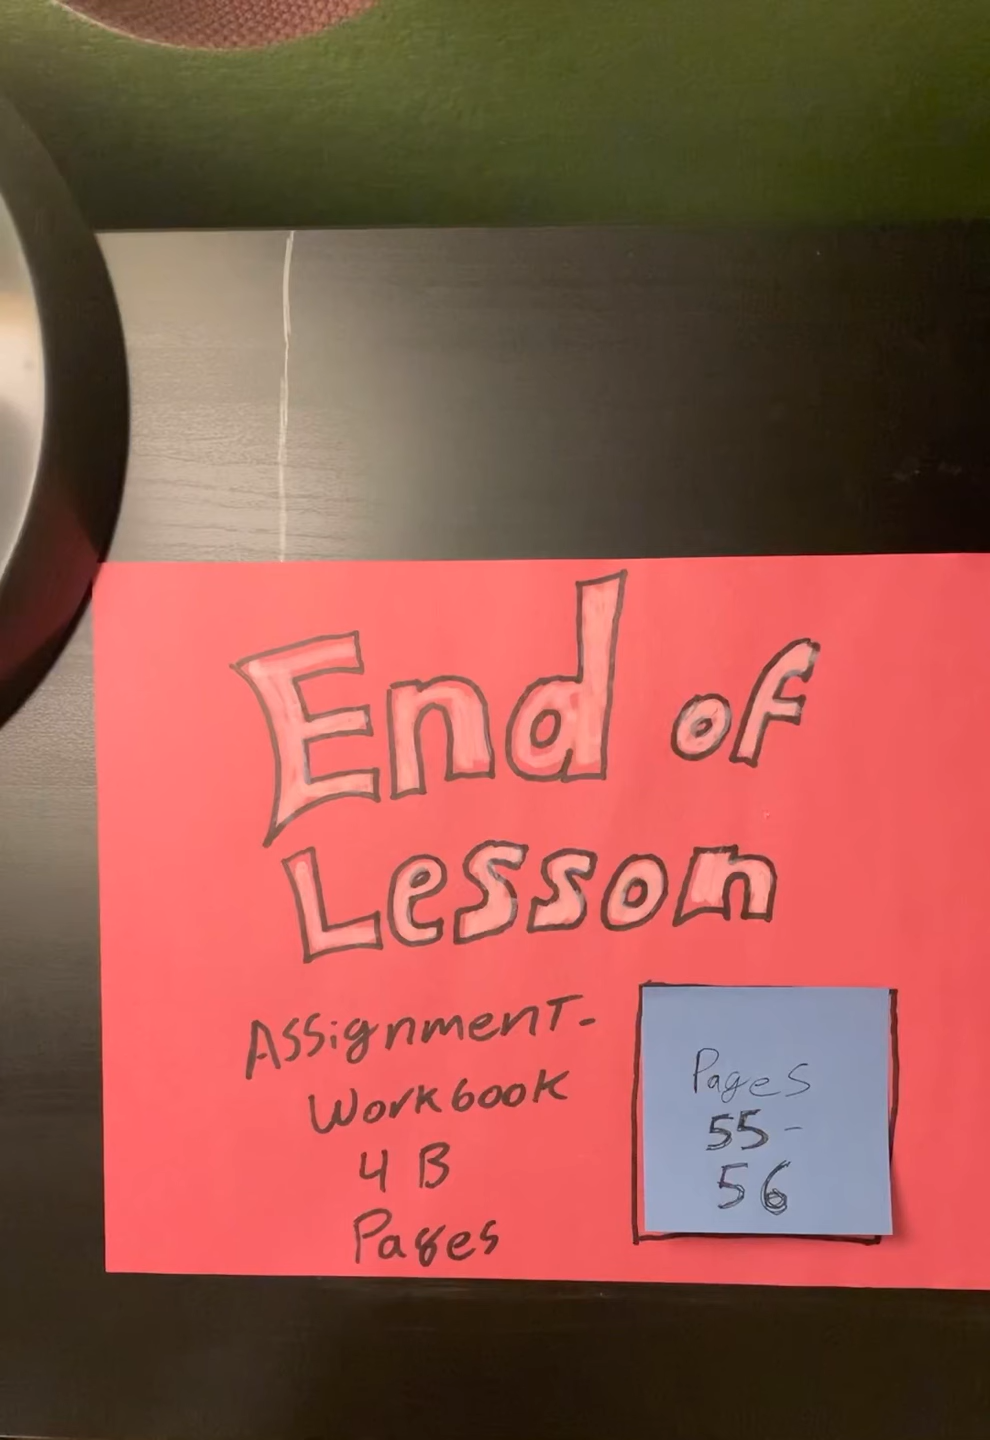 End of
Lesson
Assignment-
Workbook
4 B
Pages
Pages
55-
56